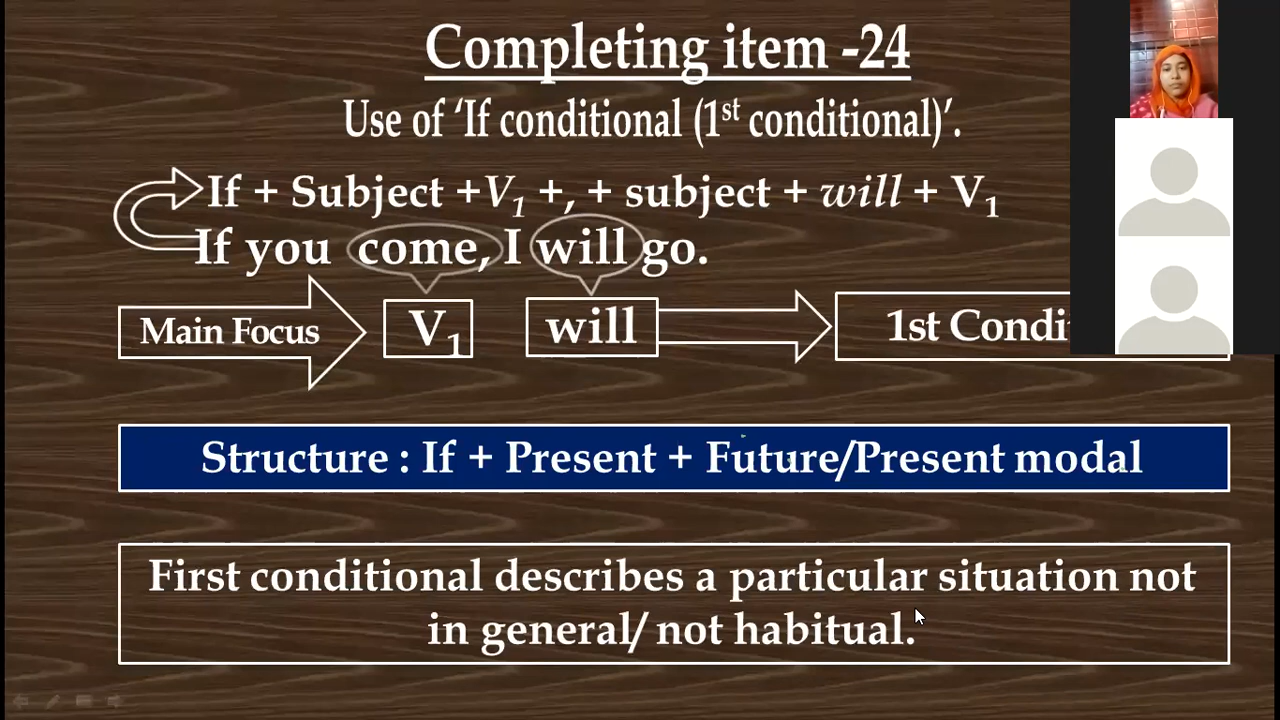 Completing item -24
Use of ‘If conditional (1st conditional)’.
If + Subject +V1 +, + subject + will + V1
If you come, I will go.
Main Focus
V1
will
1st Condi
Structure : If + Present + Future/Present modal
First conditional describes a particular situation not
in general/ not habitual.